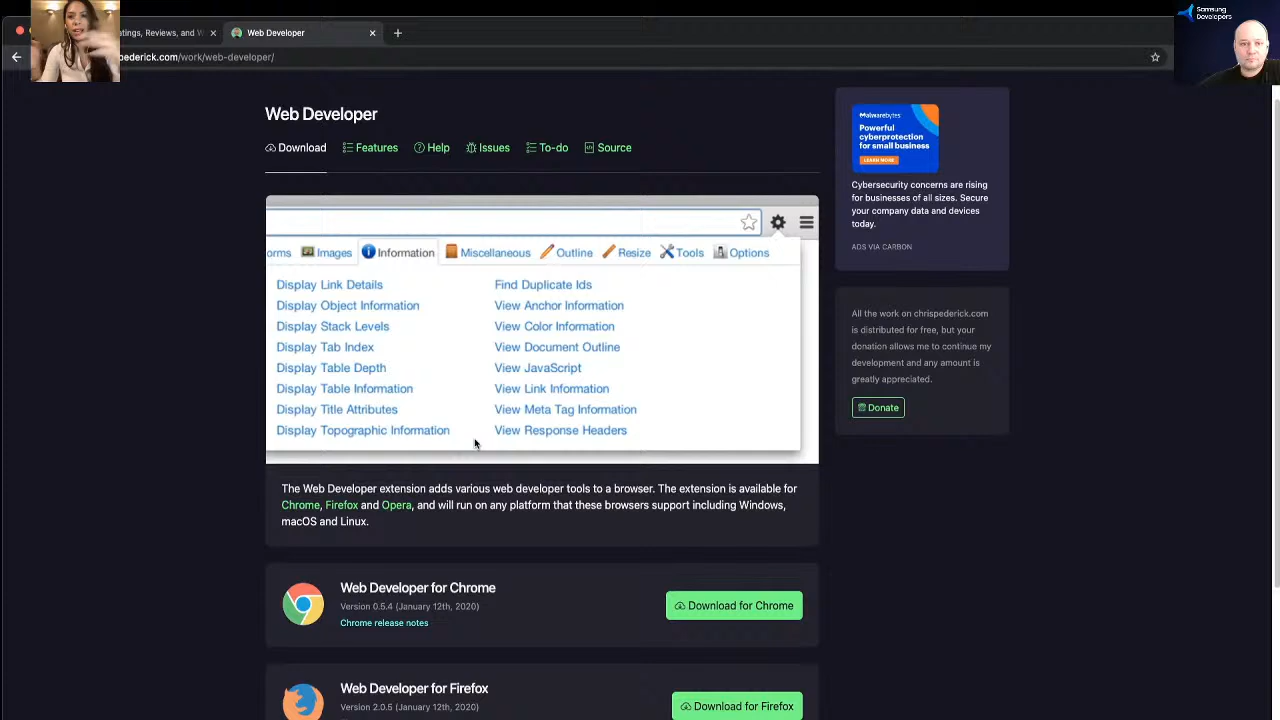 Samsung
Developers
tings, Reviews, and W
Web Developer
pederick.com/work/web-developer/
Web Developer
Download
Features
Help
Issues
To-do
Source
orms
Images
Information
Miscellaneous
Outline
Resize
Tools
Options
Display Link Details
Find Duplicate Ids
Display Object Information
View Anchor Information
Display Stack Levels
View Color Information
Display Tab Index
View Document Outline
Display Table Depth
View JavaScript
Display Table Information
View Link Information
Display Title Attributes
View Meta Tag Information
Display Topographic Information
View Response Headers
The Web Developer extension adds various web developer tools to a browser. The extension is available for
Chrome, Firefox and Opera, and will run on any platform that these browsers support including Windows,
macOS and Linux.
Web Developer for Chrome
Version 0.5.4 (January 12th, 2020)
Chrome release notes
Download for Chrome
Web Developer for Firefox
Version 2.0.5 (January 12th, 2020)
Download for Firefox
Malwarebytes
Powerful
cyberprotection
for small business
LEARN MORE
Cybersecurity concerns are rising
for businesses of all sizes. Secure
your company data and devices
today.
ADS VIA CARBON
All the work on chrispederick.com
is distributed for free, but your
donation allows me to continue my
development and any amount is
greatly appreciated.
Donate